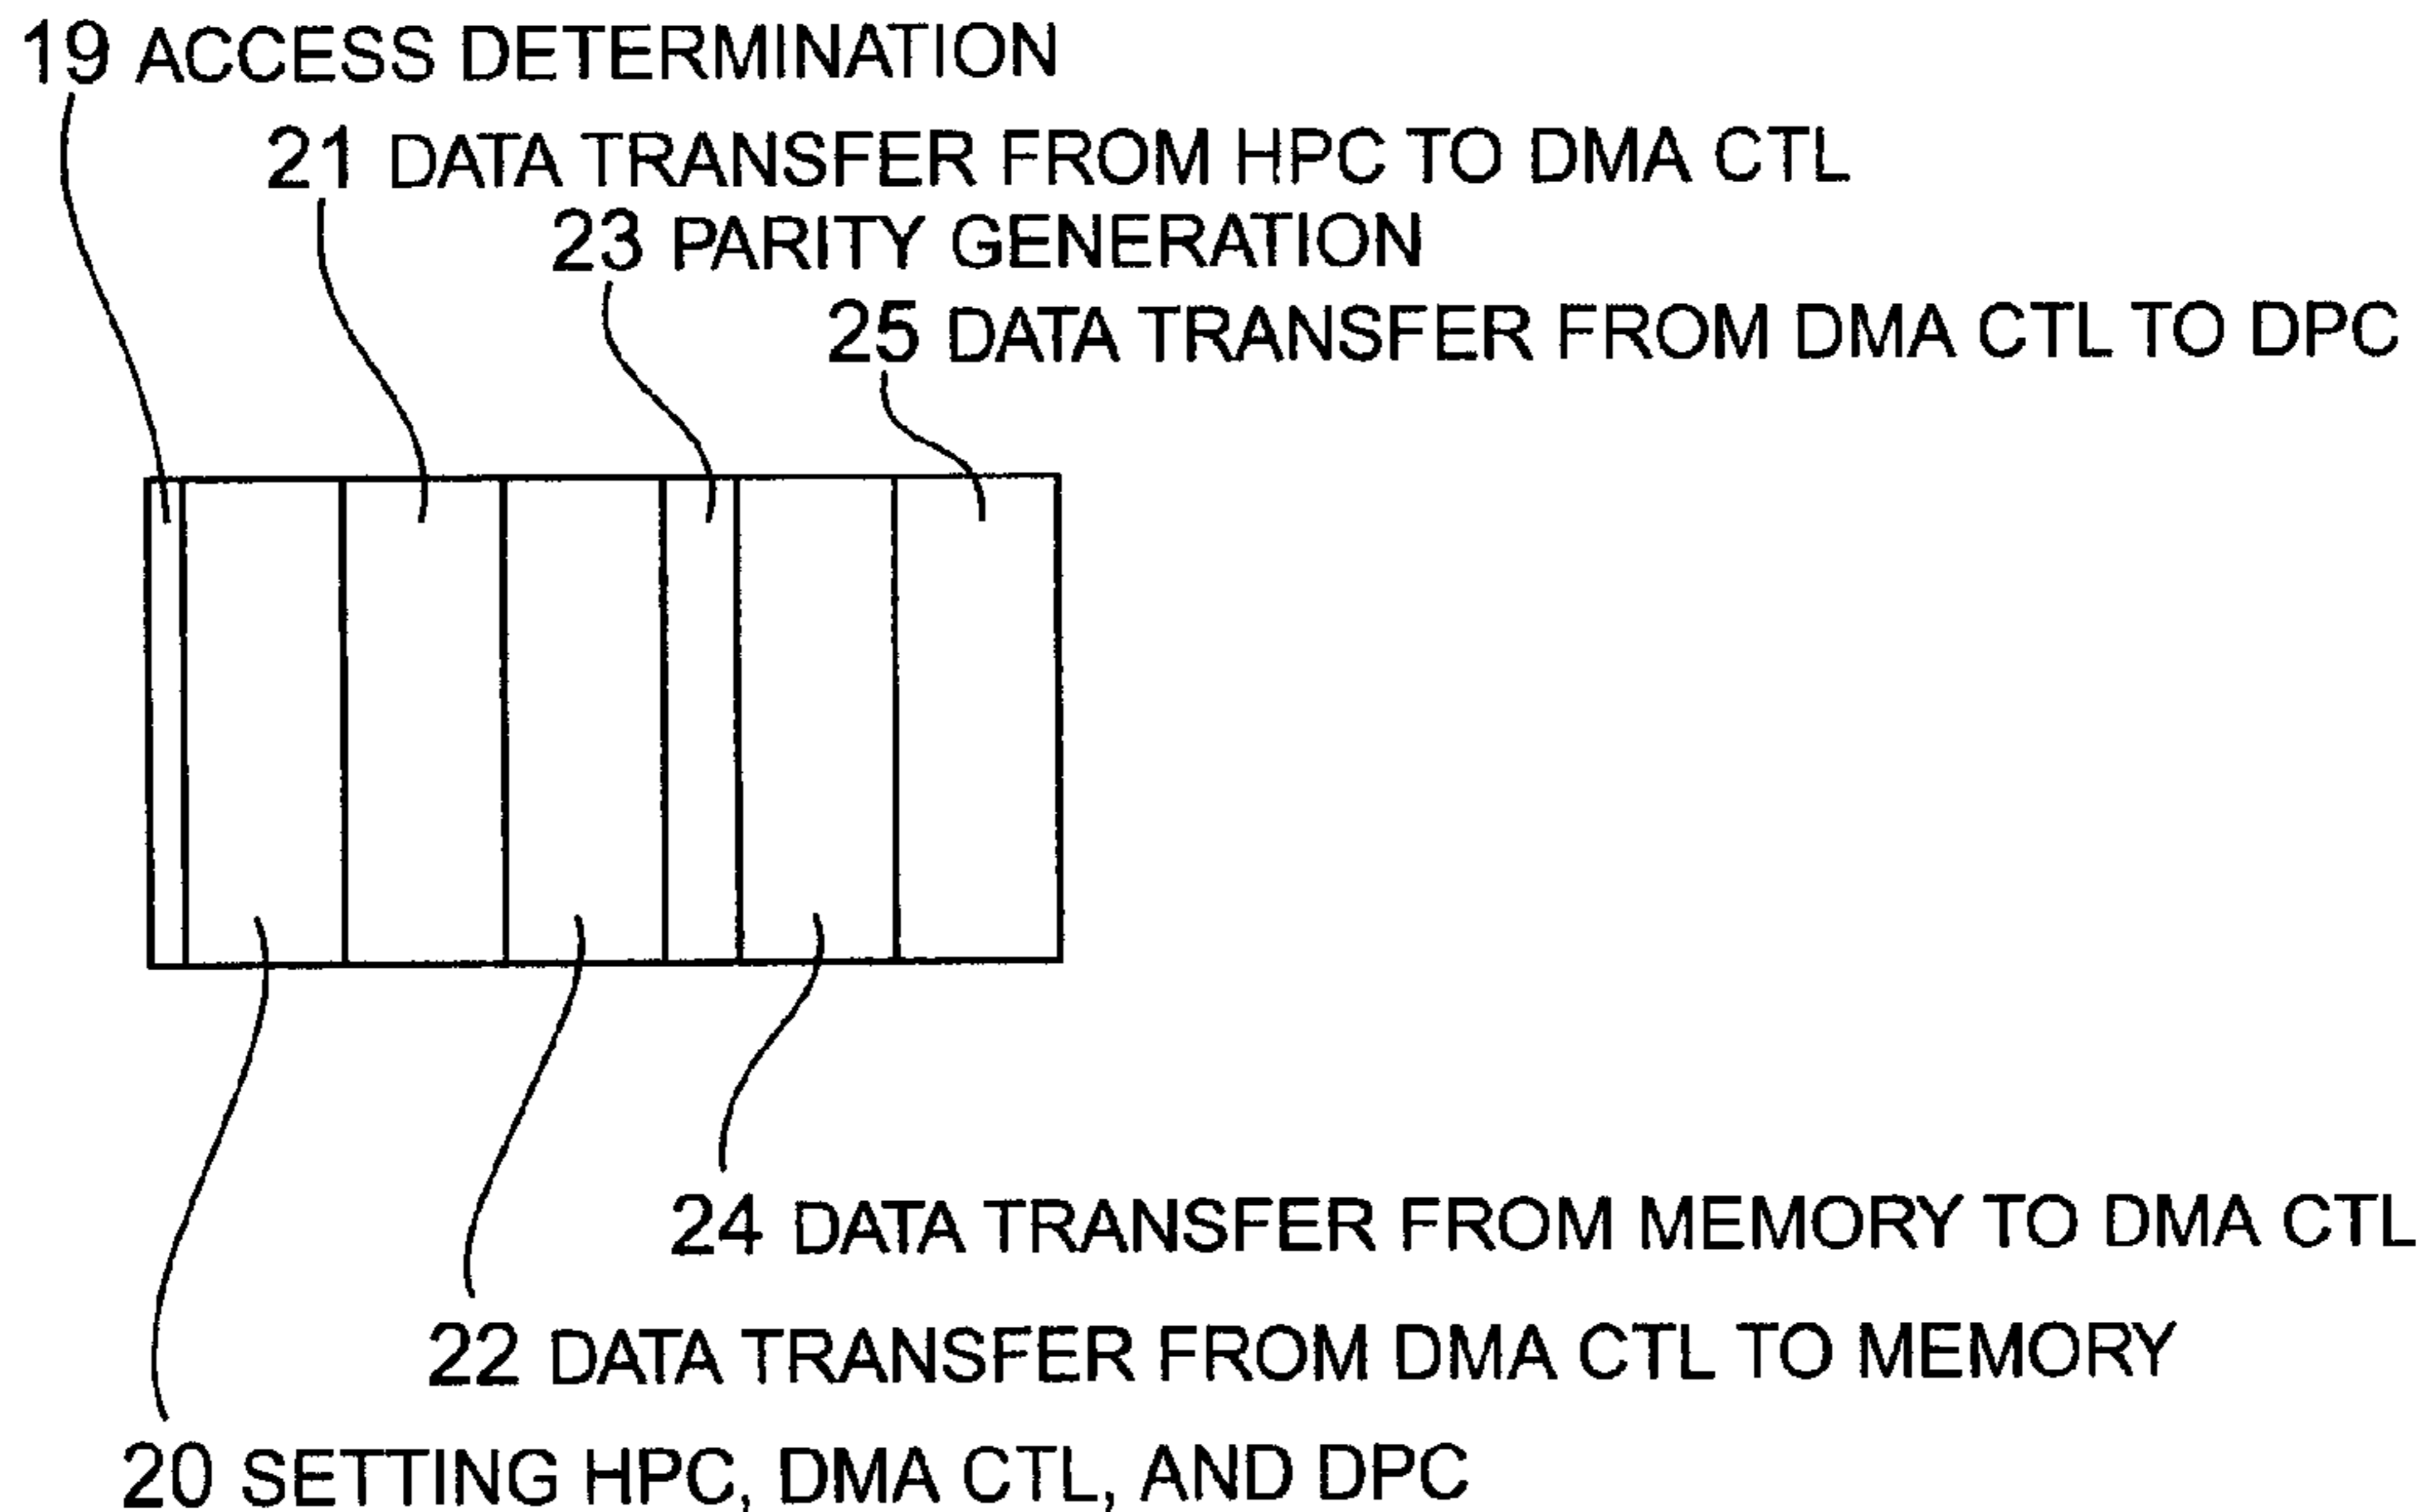 19 ACCESS DETERMINATION
21 DATA TRANSFER FROM HPC TO DMA CTL
23 PARITY GENERATION
25 DATA TRANSFER FROM DMA CTL TO DPC
24 DATA TRANSFER FROM MEMORY TO DMA CTL
22 DATA TRANSFER FROM DMA CTL TO MEMORY
20 SETTING HPC, DMA CTL, AND DPC